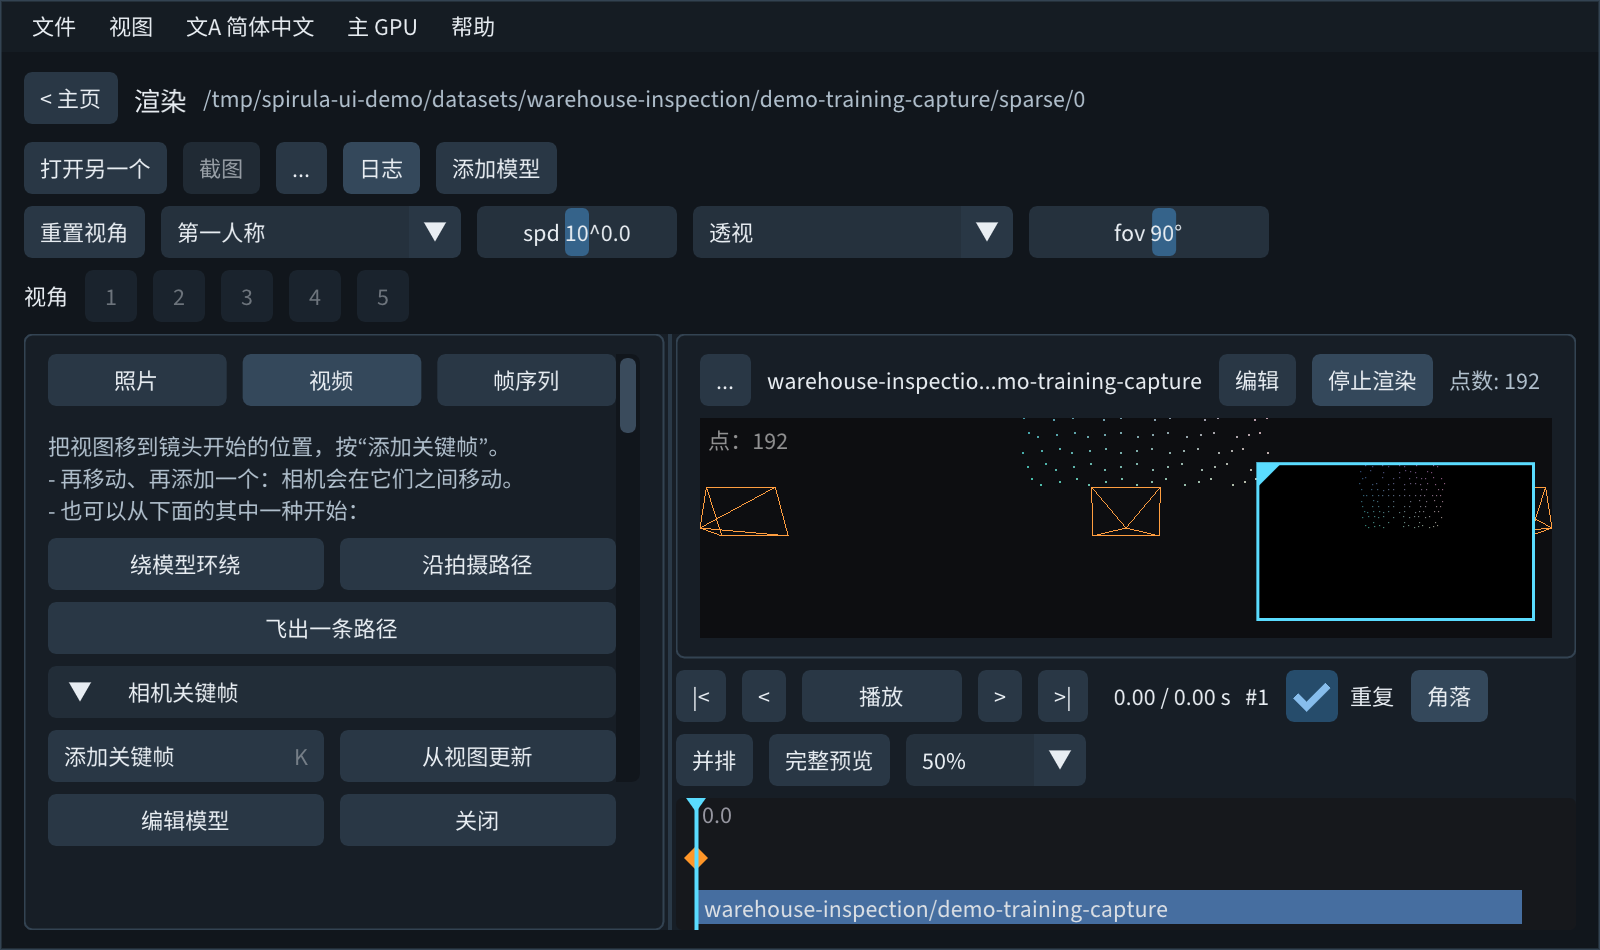 文件 视图 文A 简体中文 主 GPU 帮助
< 主页 渲染 /tmp/spirula-ui-demo/datasets/warehouse-inspection/demo-training-capture/sparse/0
打开另一个 截图 ... 日志 添加模型
重置视角 第一人称 spd 10^0.0 透视 fov 90°
视角 1 2 3 4 5
照片 视频 帧序列
把视图移到镜头开始的位置，按“添加关键帧”。
- 再移动、再添加一个：相机会在它们之间移动。
- 也可以从下面的其中一种开始：
绕模型环绕 沿拍摄路径
飞出一条路径
相机关键帧
添加关键帧 K 从视图更新
编辑模型 关闭
... warehouse-inspectio...mo-training-capture 编辑 停止渲染 点数: 192
点：192
|< < 播放 > >| 0.00 / 0.00 s #1 重复 角落
并排 完整预览 50%
0.0
warehouse-inspection/demo-training-capture